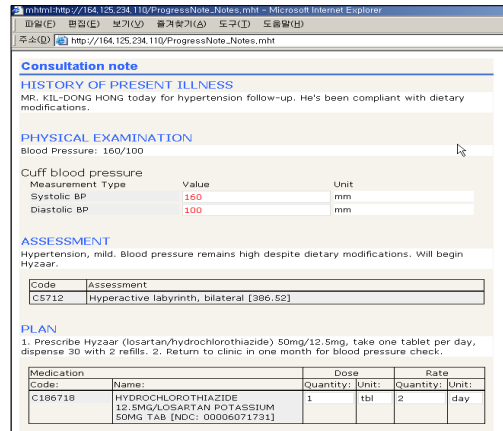 mhtml:http://164,125,234,110/ProgressNote_Notes,mht - Microsoft Internet Explorer
파일(F) 편집(E) 보기(V) 즐겨찾기(A) 도구(T) 도움말(H)
주소(D) http://164,125,234,110/ProgressNote_Notes,mht
Consultation note
HISTORY OF PRESENT ILLNESS
MR. KIL-DONG HONG today for hypertension follow-up. He's been compliant with dietary
modifications.
PHYSICAL EXAMINATION
Blood Pressure: 160/100
Cuff blood pressure
Measurement Type Value Unit
Systolic BP 160 mm
Diastolic BP 100 mm
ASSESSMENT
Hypertension, mild. Blood pressure remains high despite dietary modifications. Will begin
Hyzaar.
Code Assessment
C5712 Hyperactive labyrinth, bilateral [386.52]
PLAN
1. Prescribe Hyzaar (losartan/hydrochlorothiazide) 50mg/12.5mg, take one tablet per day,
dispense 30 with 2 refills. 2. Return to clinic in one month for blood pressure check.
Medication Dose Rate
Code: Name: Quantity: Unit: Quantity: Unit:
C186718 HYDROCHLOROTHIAZIDE 1 tbl 2 day
12.5MG/LOSARTAN POTASSIUM
50MG TAB [NDC: 00006071731]